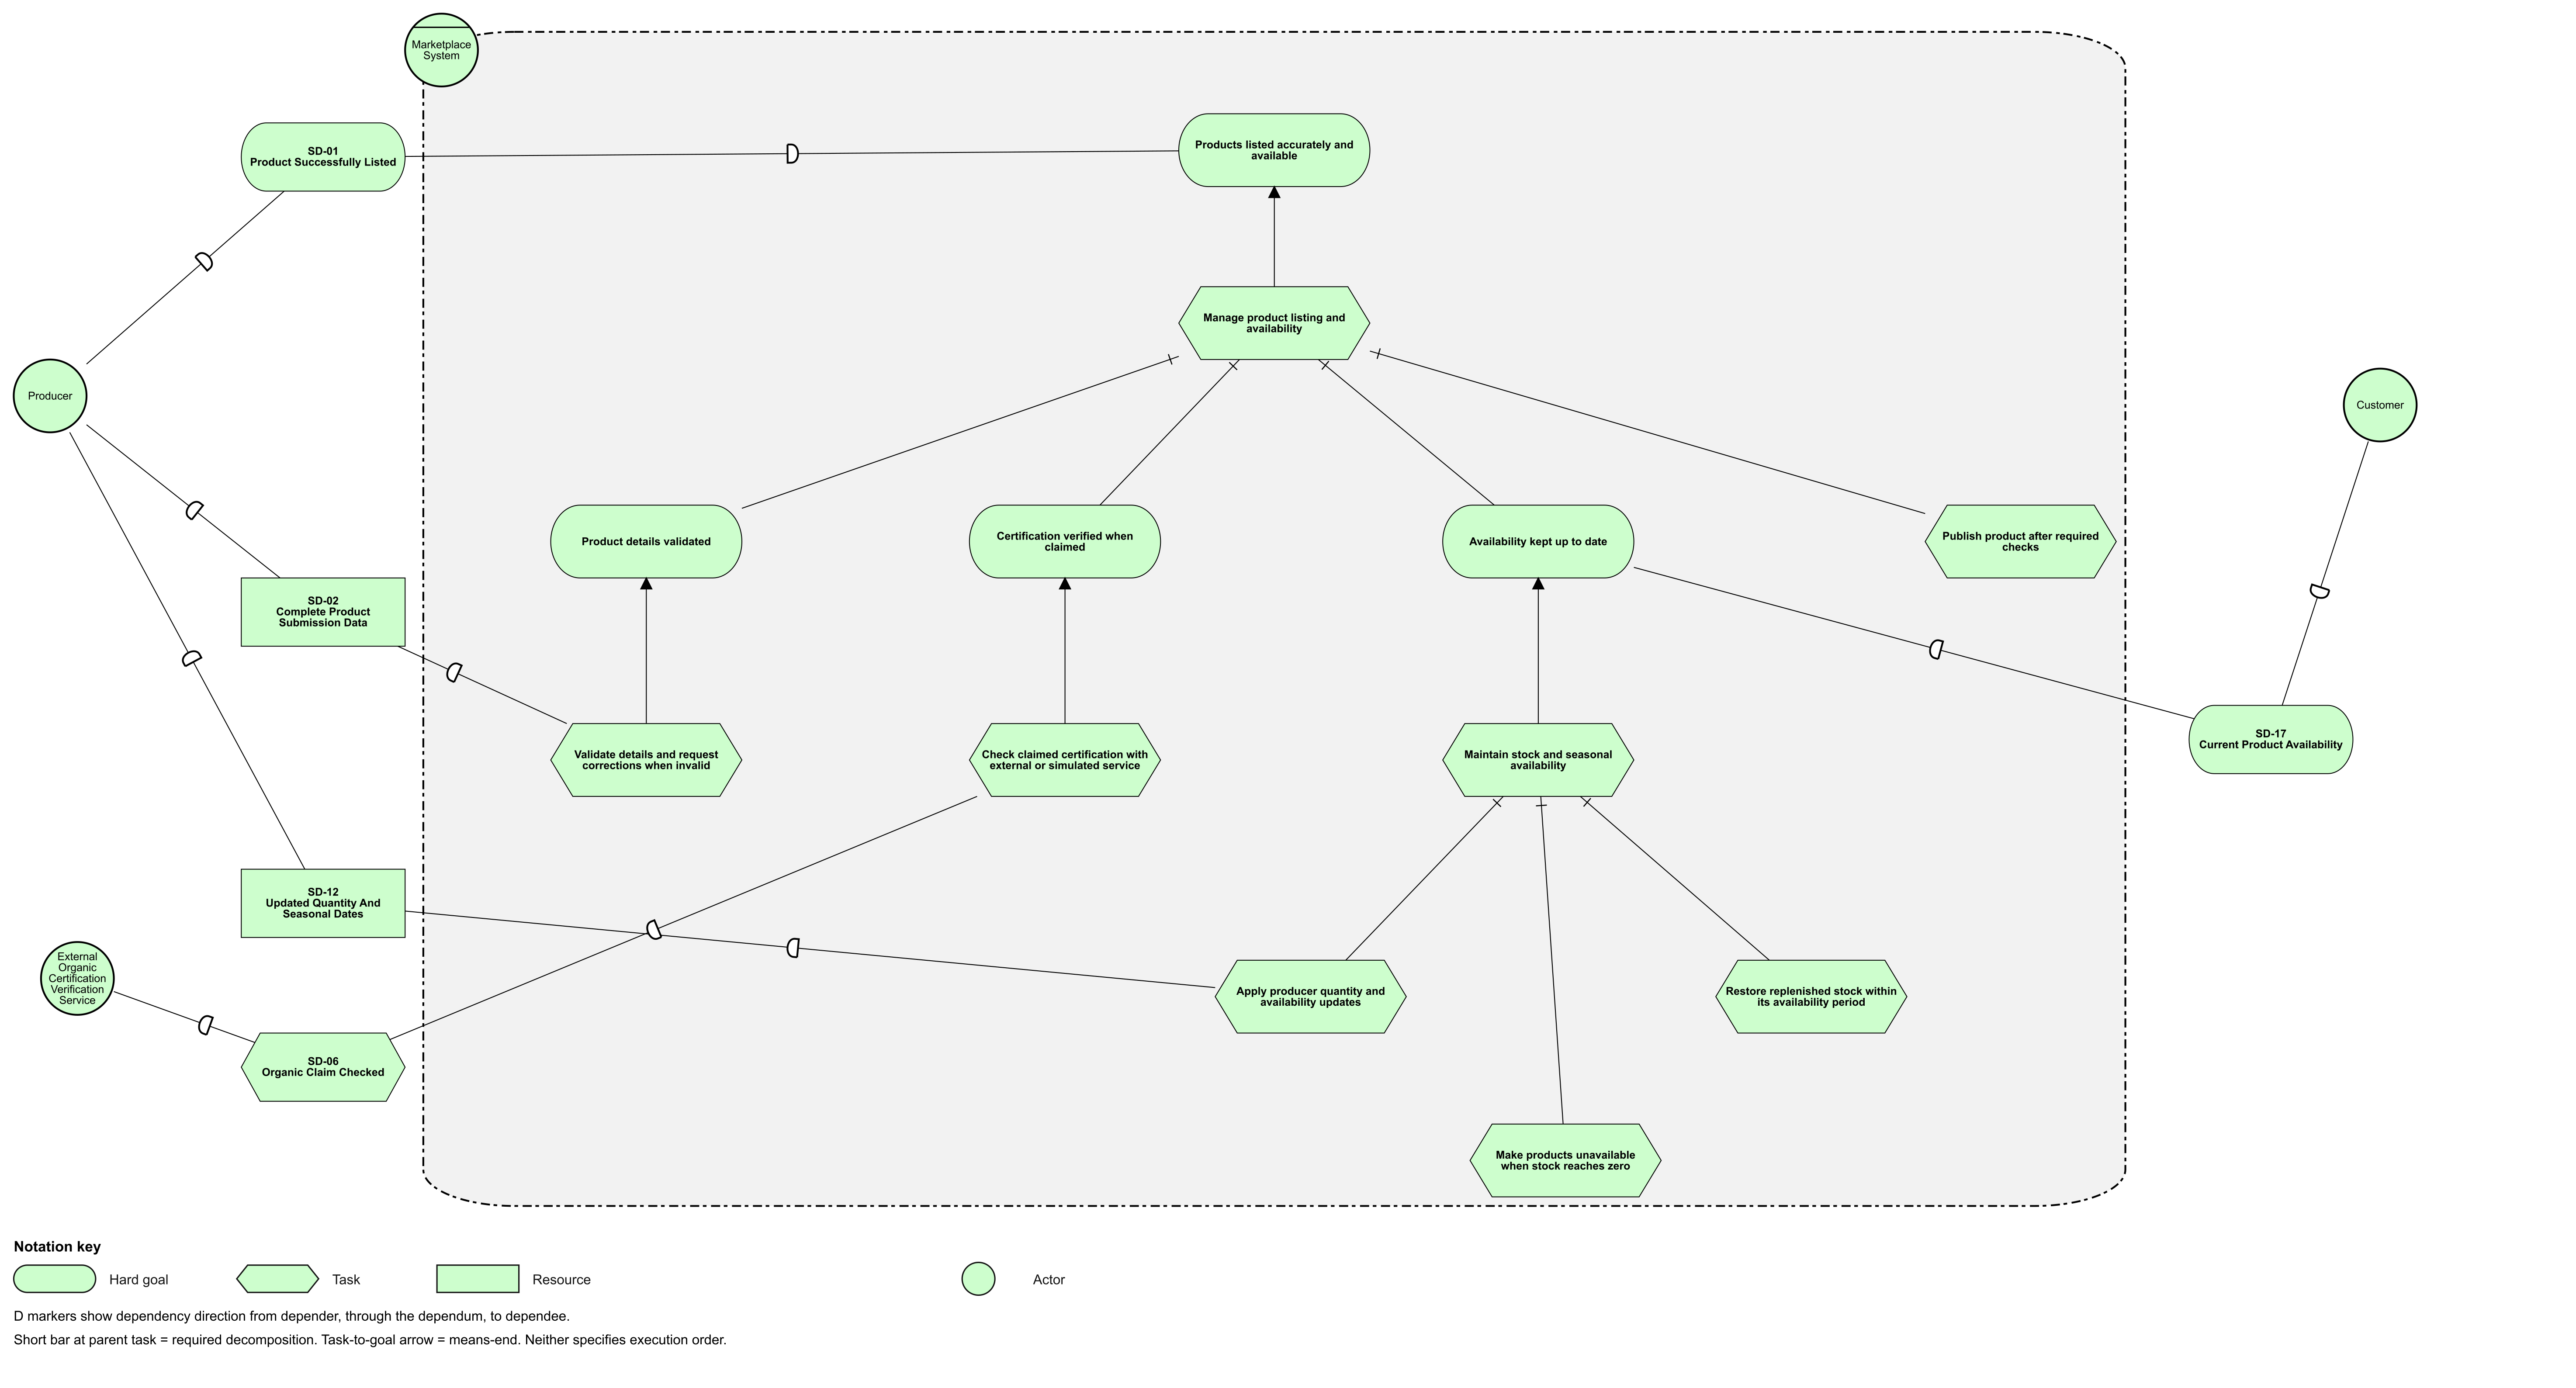 Marketplace
System
SD-01
Product Successfully Listed
Products listed accurately and
available
Manage product listing and
availability
Producer
Customer
Product details validated
Certification verified when
claimed
Availability kept up to date
Publish product after required
checks
SD-02
Complete Product
Submission Data
SD-17
Current Product Availability
Validate details and request
corrections when invalid
Check claimed certification with
external or simulated service
Maintain stock and seasonal
availability
SD-12
Updated Quantity And
Seasonal Dates
External
Organic
Certification
Verification
Service
Apply producer quantity and
availability updates
Restore replenished stock within
its availability period
SD-06
Organic Claim Checked
Make products unavailable
when stock reaches zero
Notation key
Hard goal
Task
Resource
Actor
D markers show dependency direction from depender, through the dependum, to dependee.
Short bar at parent task = required decomposition. Task-to-goal arrow = means-end. Neither specifies execution order.